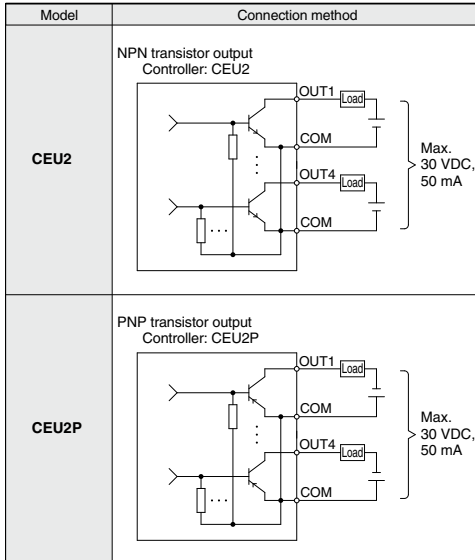 Model
Connection method
CEU2
NPN transistor output
Controller: CEU2
OUT1
Load
COM
OUT4
Load
COM
Max.
30 VDC,
50 mA
CEU2P
PNP transistor output
Controller: CEU2P
OUT1
Load
COM
OUT4
Load
COM
Max.
30 VDC,
50 mA